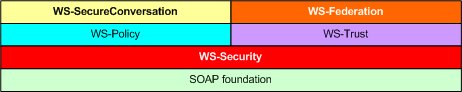 WS-SecureConversation
WS-Federation
WS-Policy
WS-Trust
WS-Security
SOAP foundation